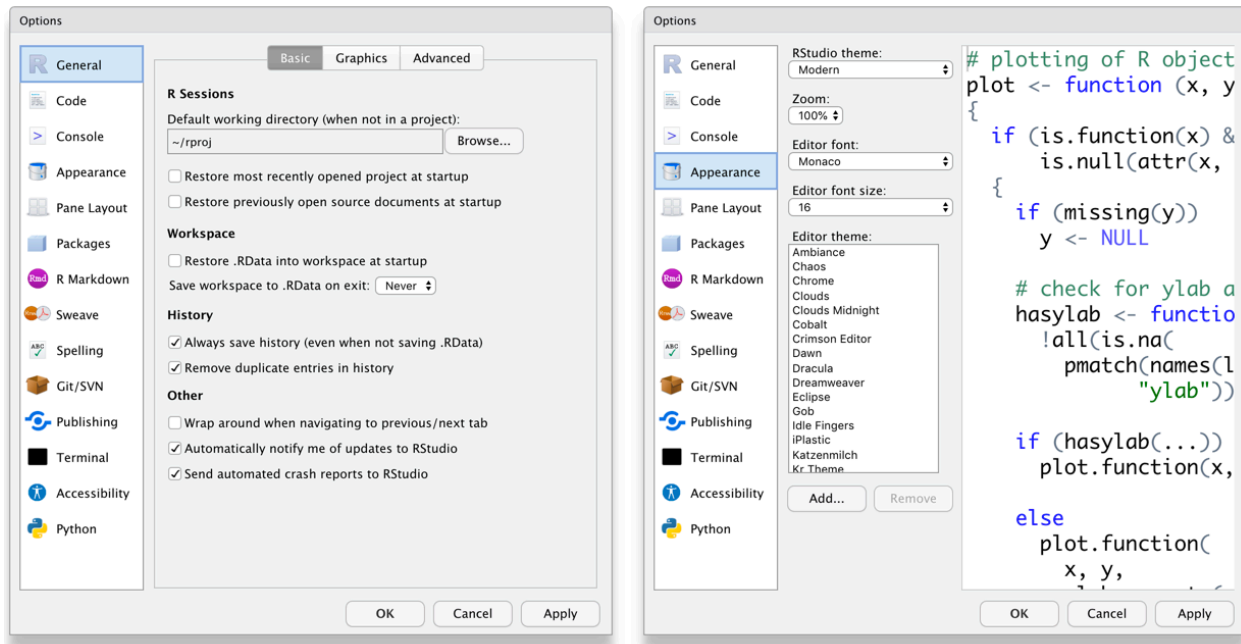 Options
General
Code
Console
Appearance
Pane Layout
Packages
R Markdown
Sweave
Spelling
Git/SVN
Publishing
Terminal
Accessibility
Python
Basic Graphics Advanced
R Sessions
Default working directory (when not in a project):
~/rproj Browse...
Restore most recently opened project at startup
Restore previously open source documents at startup
Workspace
Restore .RData into workspace at startup
Save workspace to .RData on exit: Never
History
Always save history (even when not saving .RData)
Remove duplicate entries in history
Other
Wrap around when navigating to previous/next tab
Automatically notify me of updates to RStudio
Send automated crash reports to RStudio
OK Cancel Apply
Options
General
Code
Console
Appearance
Pane Layout
Packages
R Markdown
Sweave
Spelling
Git/SVN
Publishing
Terminal
Accessibility
Python
RStudio theme:
Modern
Zoom:
100%
Editor font:
Monaco
Editor font size:
16
Editor theme:
Ambiance
Chaos
Chrome
Clouds
Clouds Midnight
Cobalt
Crimson Editor
Dawn
Dracula
Dreamweaver
Eclipse
Gob
Idle Fingers
iPlastic
Katzenmilch
Kr Theme
Add... Remove
# plotting of R object
plot <- function (x, y
{
if (is.function(x) &
is.null(attr(x,
{
if (missing(y))
y <- NULL
# check for ylab a
hasylab <- functio
!all(is.na(
pmatch(names(l
"ylab"))
if (hasylab(...))
plot.function(x,
else
plot.function(
x, y,
OK Cancel Apply